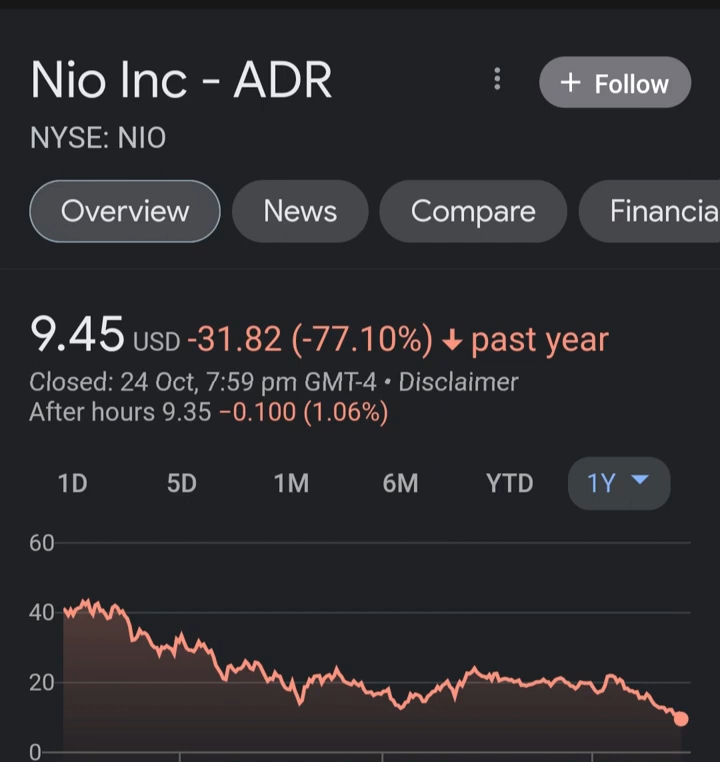 Nio Inc - ADR
+ Follow
NYSE: NIO
Overview News Compare Financia
9.45 USD -31.82 (-77.10%) ↓ past year
Closed: 24 Oct, 7:59 pm GMT-4 • Disclaimer
After hours 9.35 −0.100 (1.06%)
1D 5D 1M 6M YTD 1Y
60
40
20
0